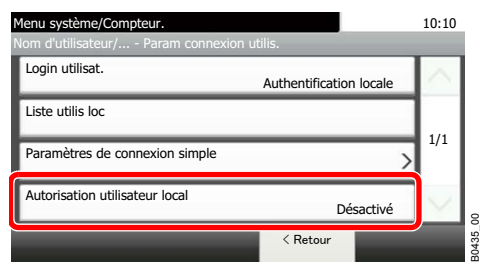 Menu système/Compteur. 10:10
Nom d'utilisateur/... - Param connexion utilis.
Login utilisat.
Authentification locale
Liste utilis loc
1/1
Paramètres de connexion simple
Autorisation utilisateur local
Désactivé
< Retour
B0435_00